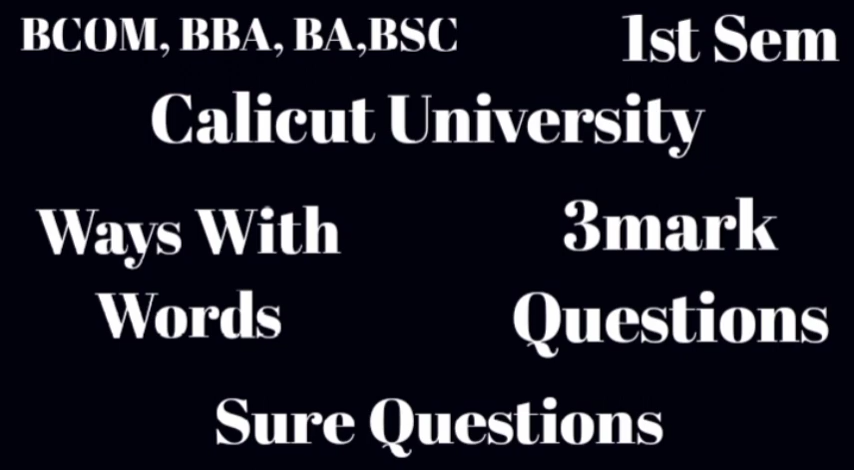 BCOM, BBA, BA,BSC
1st Sem
Calicut University
Ways With
Words
3mark
Questions
Sure Questions